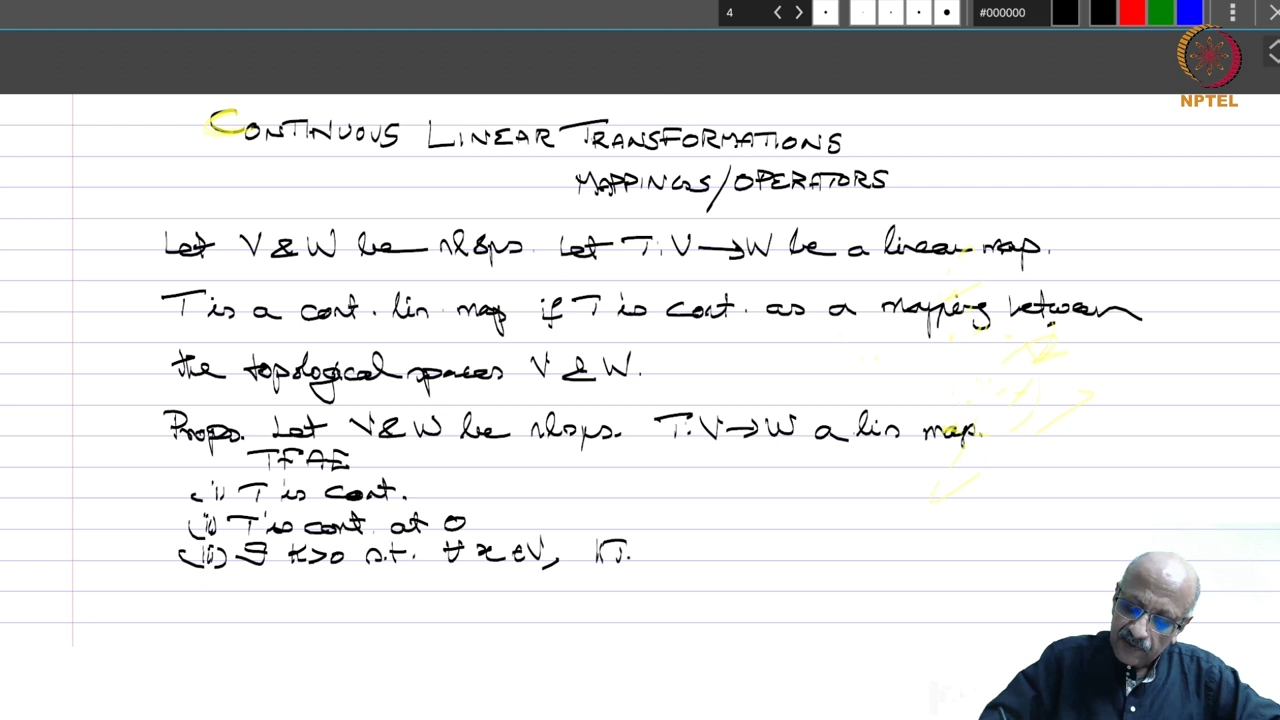 4
#000000
NPTEL
CONTINUOUS LINEAR TRANSFORMATIONS
MAPPINGS/OPERATORS
Let V & W be nlsps. Let T: V → W be a linear map.
T is a cont. lin. map if T is cont. as a mapping between
the topological spaces V & W.
Propn. Let V & W be nlsps. T: V → W a lin map.
TFAE
(i) T is cont.
(ii) T is cont. at 0
(iii) ∃ K>0 s.t. ∀ x ∈ V, ‖T